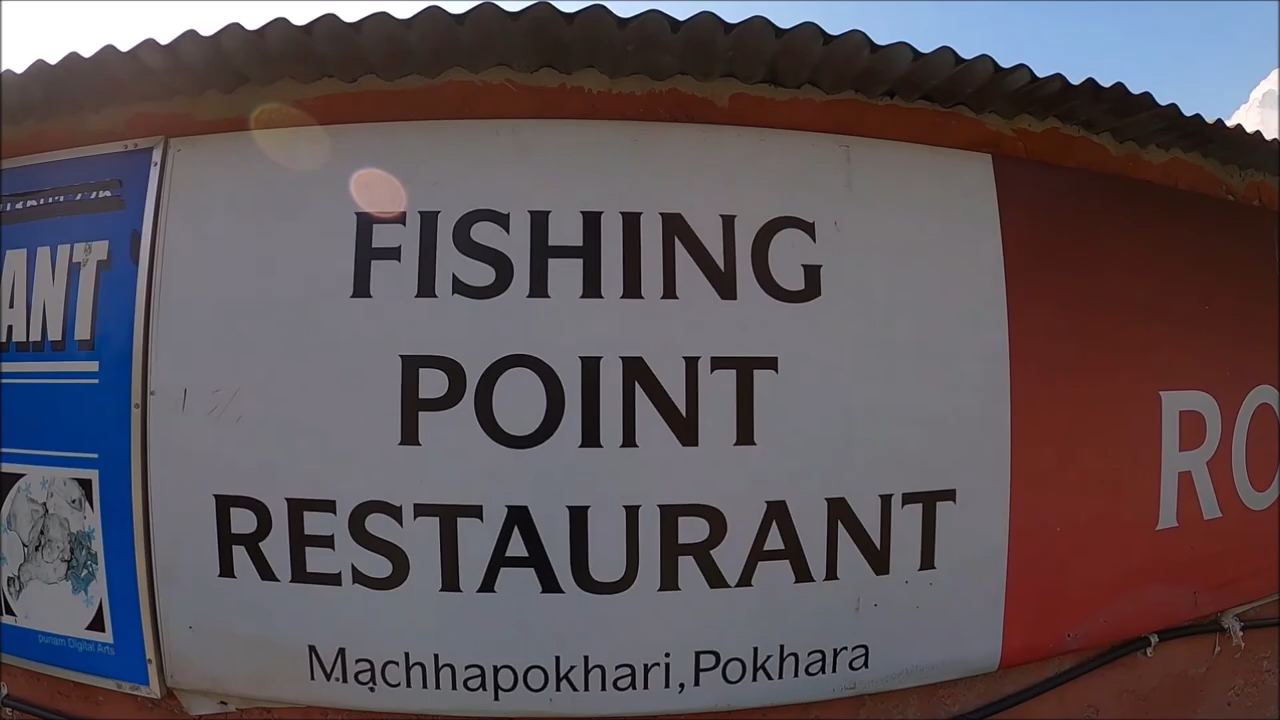 ANT
punam Digital Arts
FISHING
POINT
RESTAURANT
Machhapokhari, Pokhara
RO